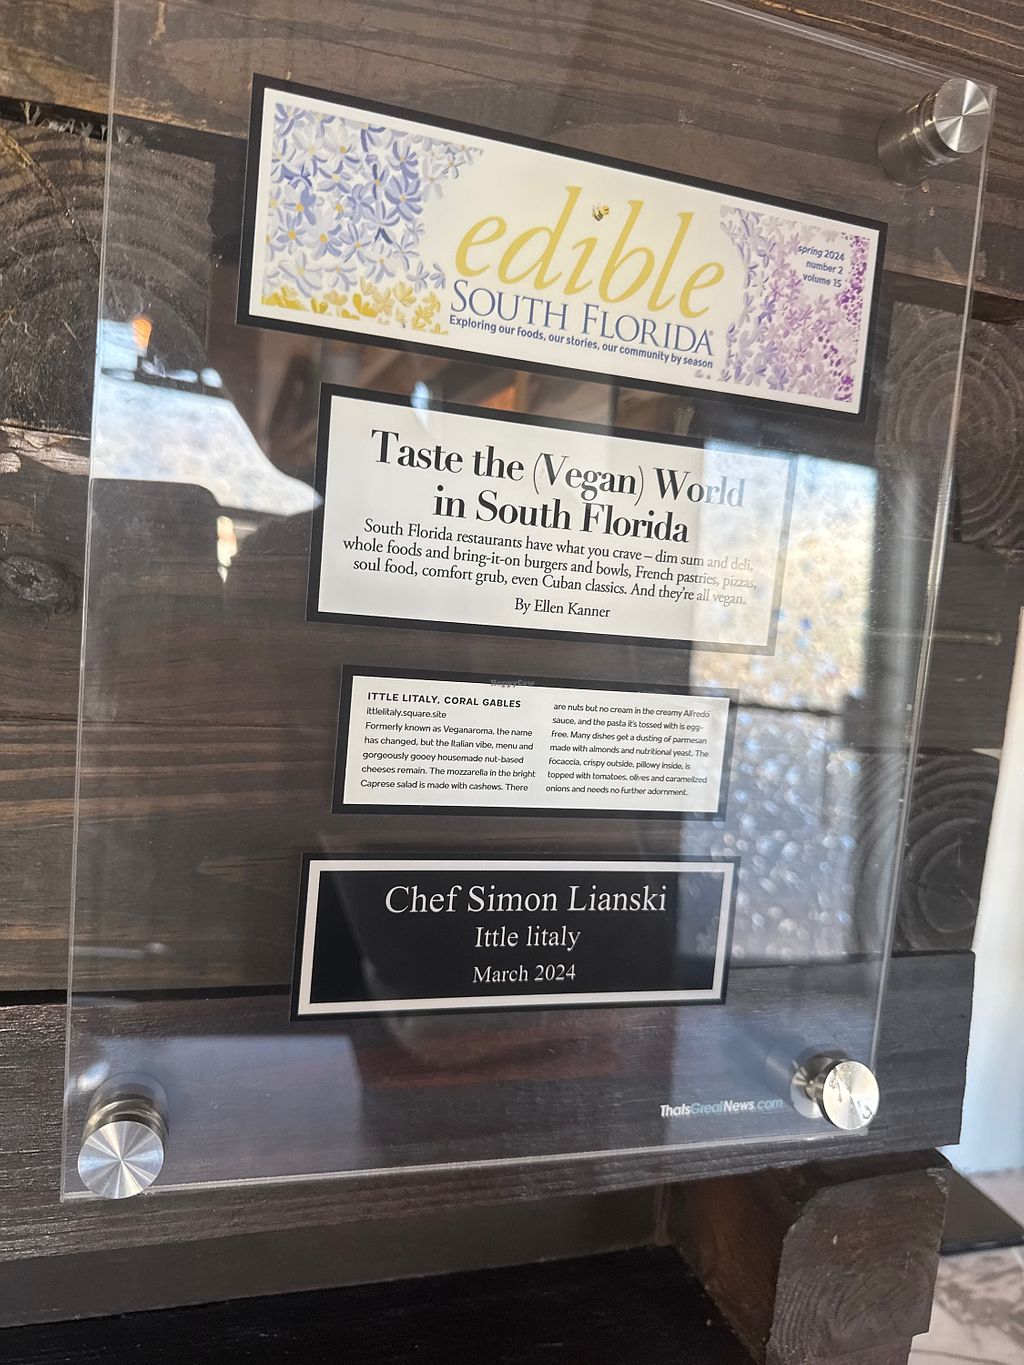 edible
SOUTH FLORIDA®
Exploring our foods, our stories, our community by season
spring 2024
number 2
volume 15
Taste the (Vegan) World
in South Florida
South Florida restaurants have what you crave – dim sum and deli,
whole foods and bring-it-on burgers and bowls, French pastries, pizzas,
soul food, comfort grub, even Cuban classics. And they're all vegan.
By Ellen Kanner
HappyCow
ITTLE LITALY, CORAL GABLES
ittlelitaly.square.site
Formerly known as Veganaroma, the name
has changed, but the Italian vibe, menu and
gorgeously gooey housemade nut-based
cheeses remain. The mozzarella in the bright
Caprese salad is made with cashews. There
are nuts but no cream in the creamy Alfredo
sauce, and the pasta it's tossed with is egg-
free. Many dishes get a dusting of parmesan
made with almonds and nutritional yeast. The
focaccia, crispy outside, pillowy inside, is
topped with tomatoes, olives and caramelized
onions and needs no further adornment.
Chef Simon Lianski
Ittle litaly
March 2024
ThatsGreatNews.com